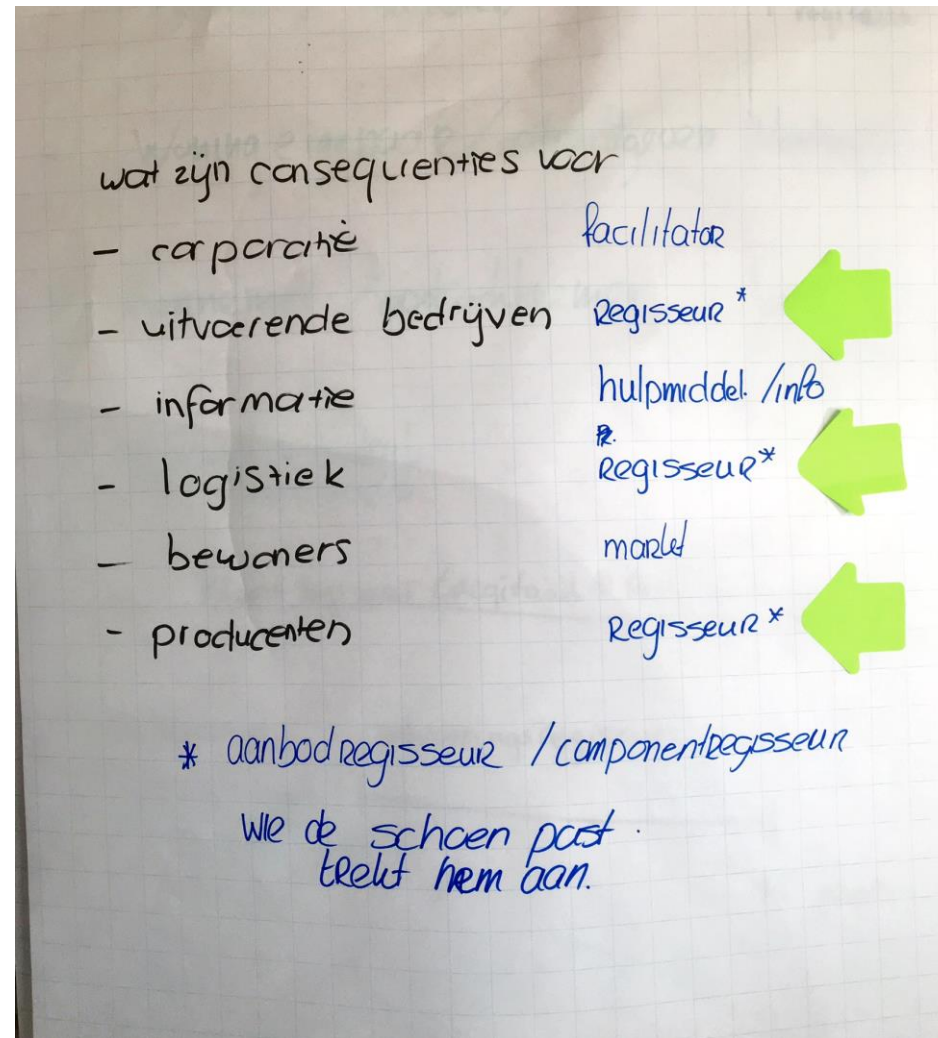 wat zijn consequenties voor
- corporatie facilitator
- uitvoerende bedrijven Regisseur *
- informatie hulpmiddel /info
R.
- logistiek Regisseur *
- bewoners markt
- producenten Regisseur *
* aanbodregisseur / componentregisseur
wie de schoen past
trekt hem aan.